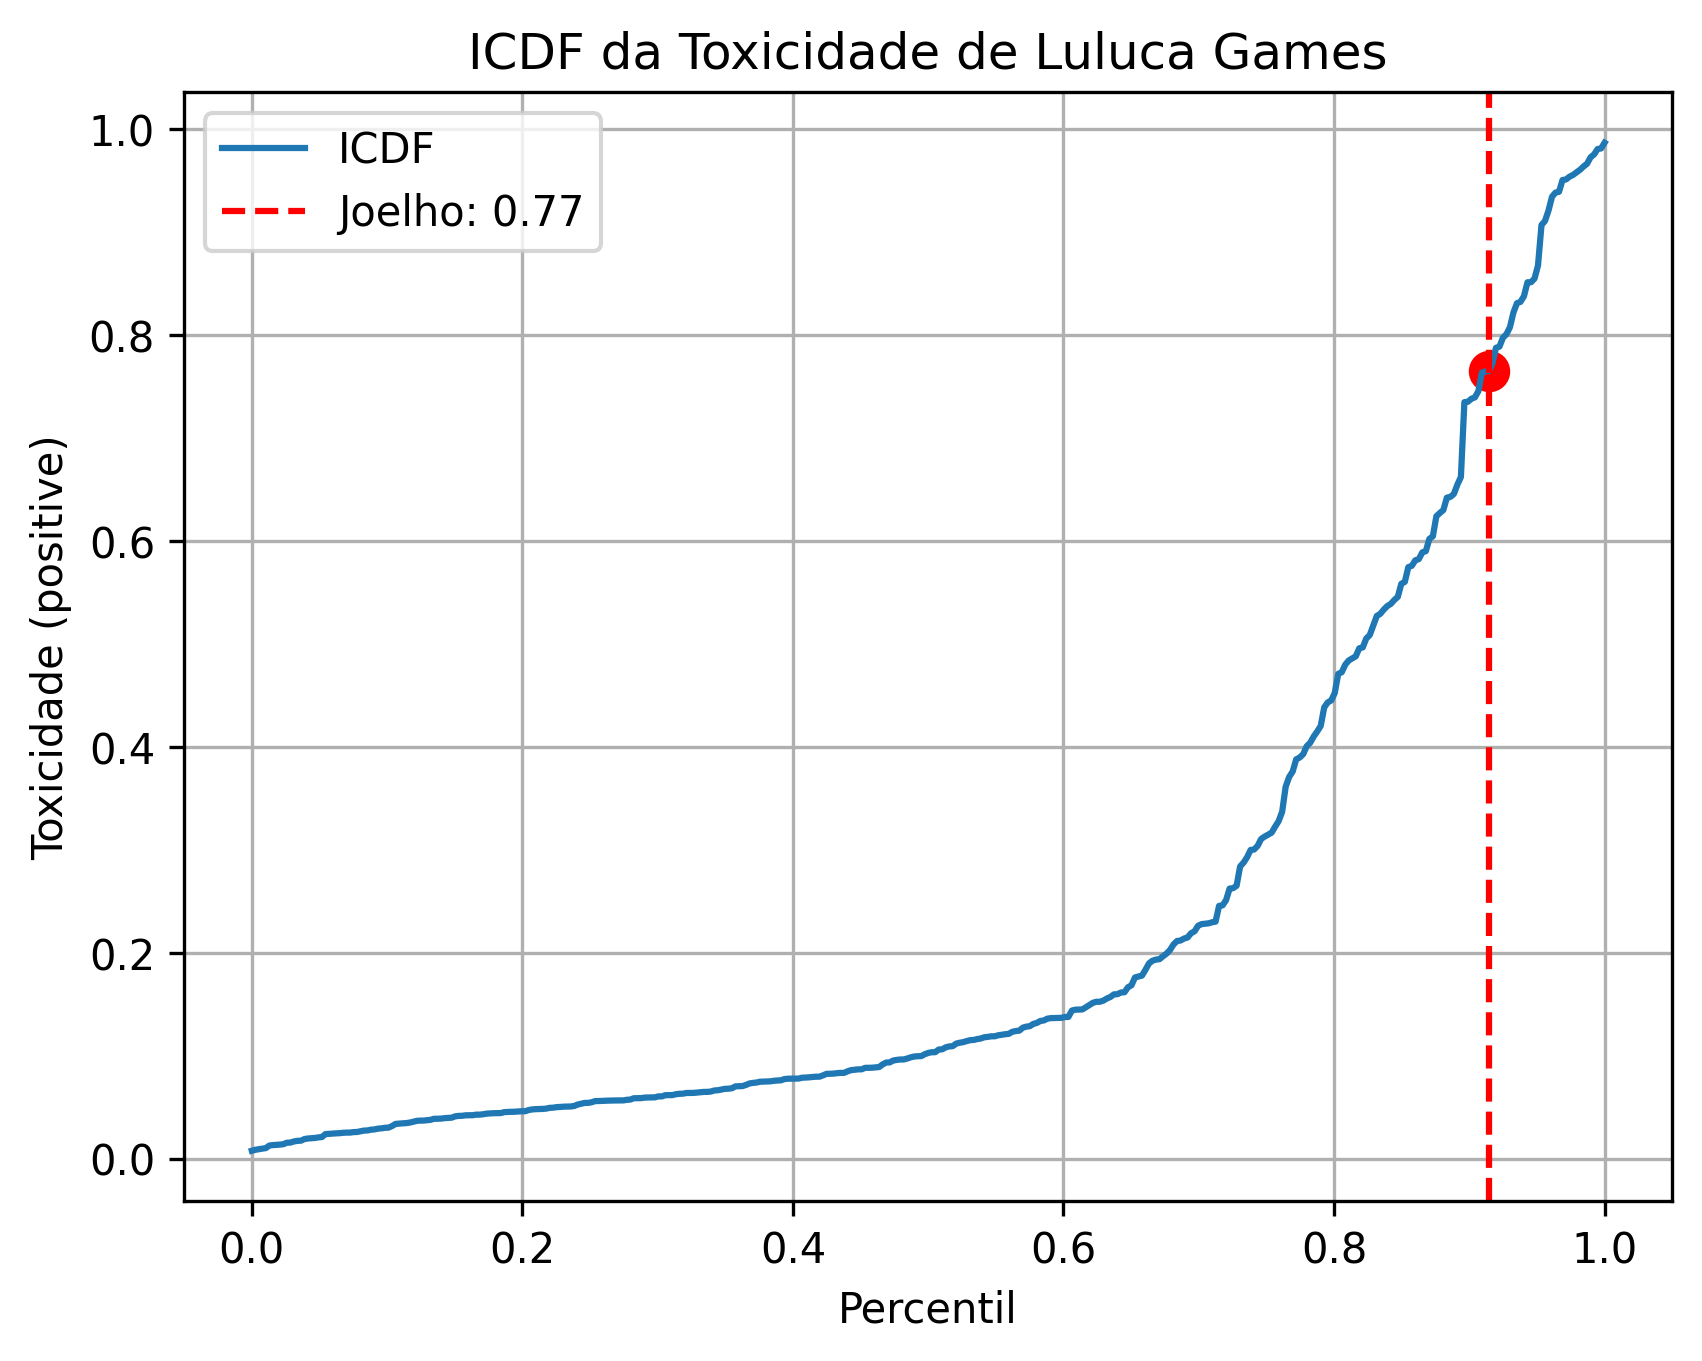 ICDF da Toxicidade de Luluca Games
ICDF
Joelho: 0.77
Toxicidade (positive)
1.0
0.8
0.6
0.4
0.2
0.0
0.0 0.2 0.4 0.6 0.8 1.0
Percentil